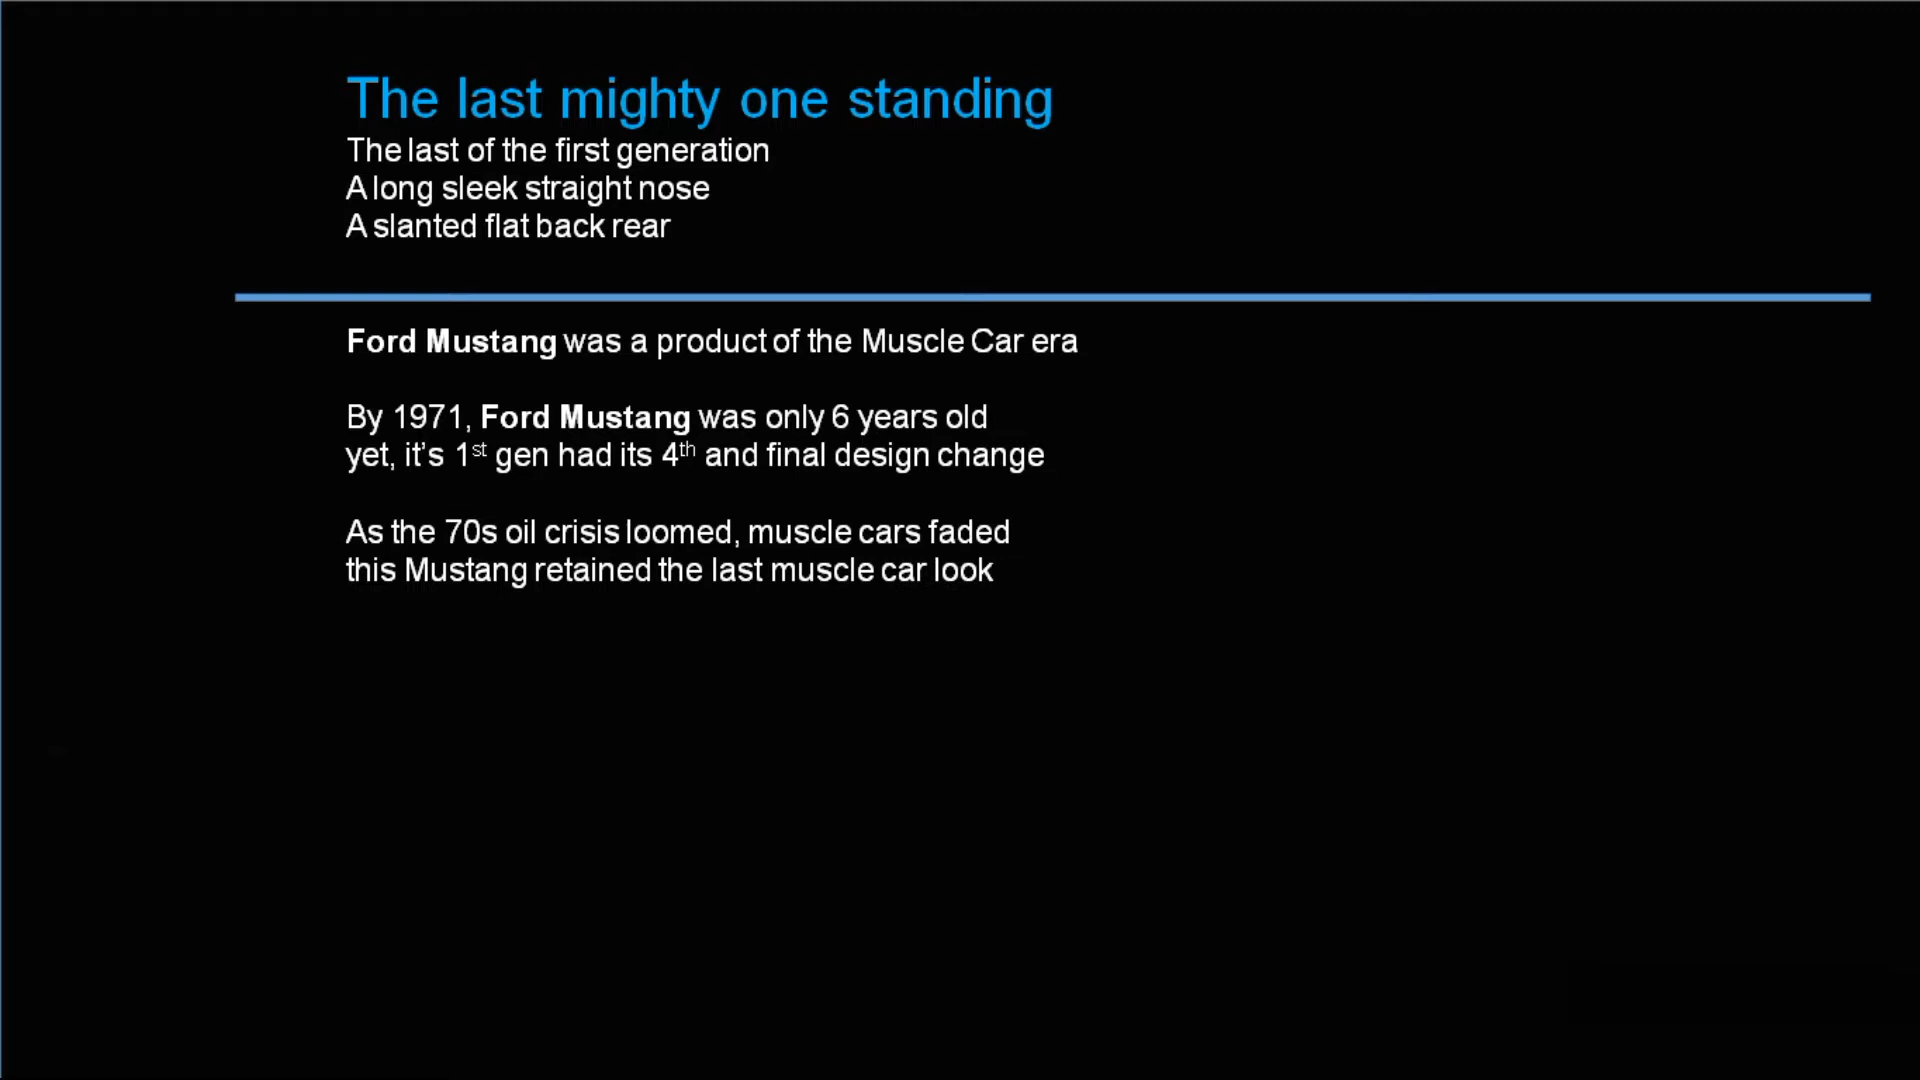 The last mighty one standing
The last of the first generation
A long sleek straight nose
A slanted flat back rear
Ford Mustang was a product of the Muscle Car era
By 1971, Ford Mustang was only 6 years old
yet, it’s 1st gen had its 4th and final design change
As the 70s oil crisis loomed, muscle cars faded
this Mustang retained the last muscle car look